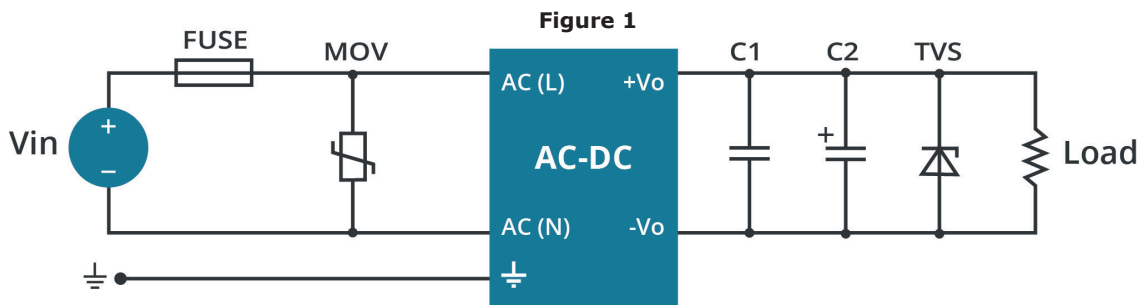 Figure 1
FUSE
MOV
C1
C2
TVS
AC (L)
+Vo
+
+
Vin
AC-DC
Load
−
AC (N)
-Vo